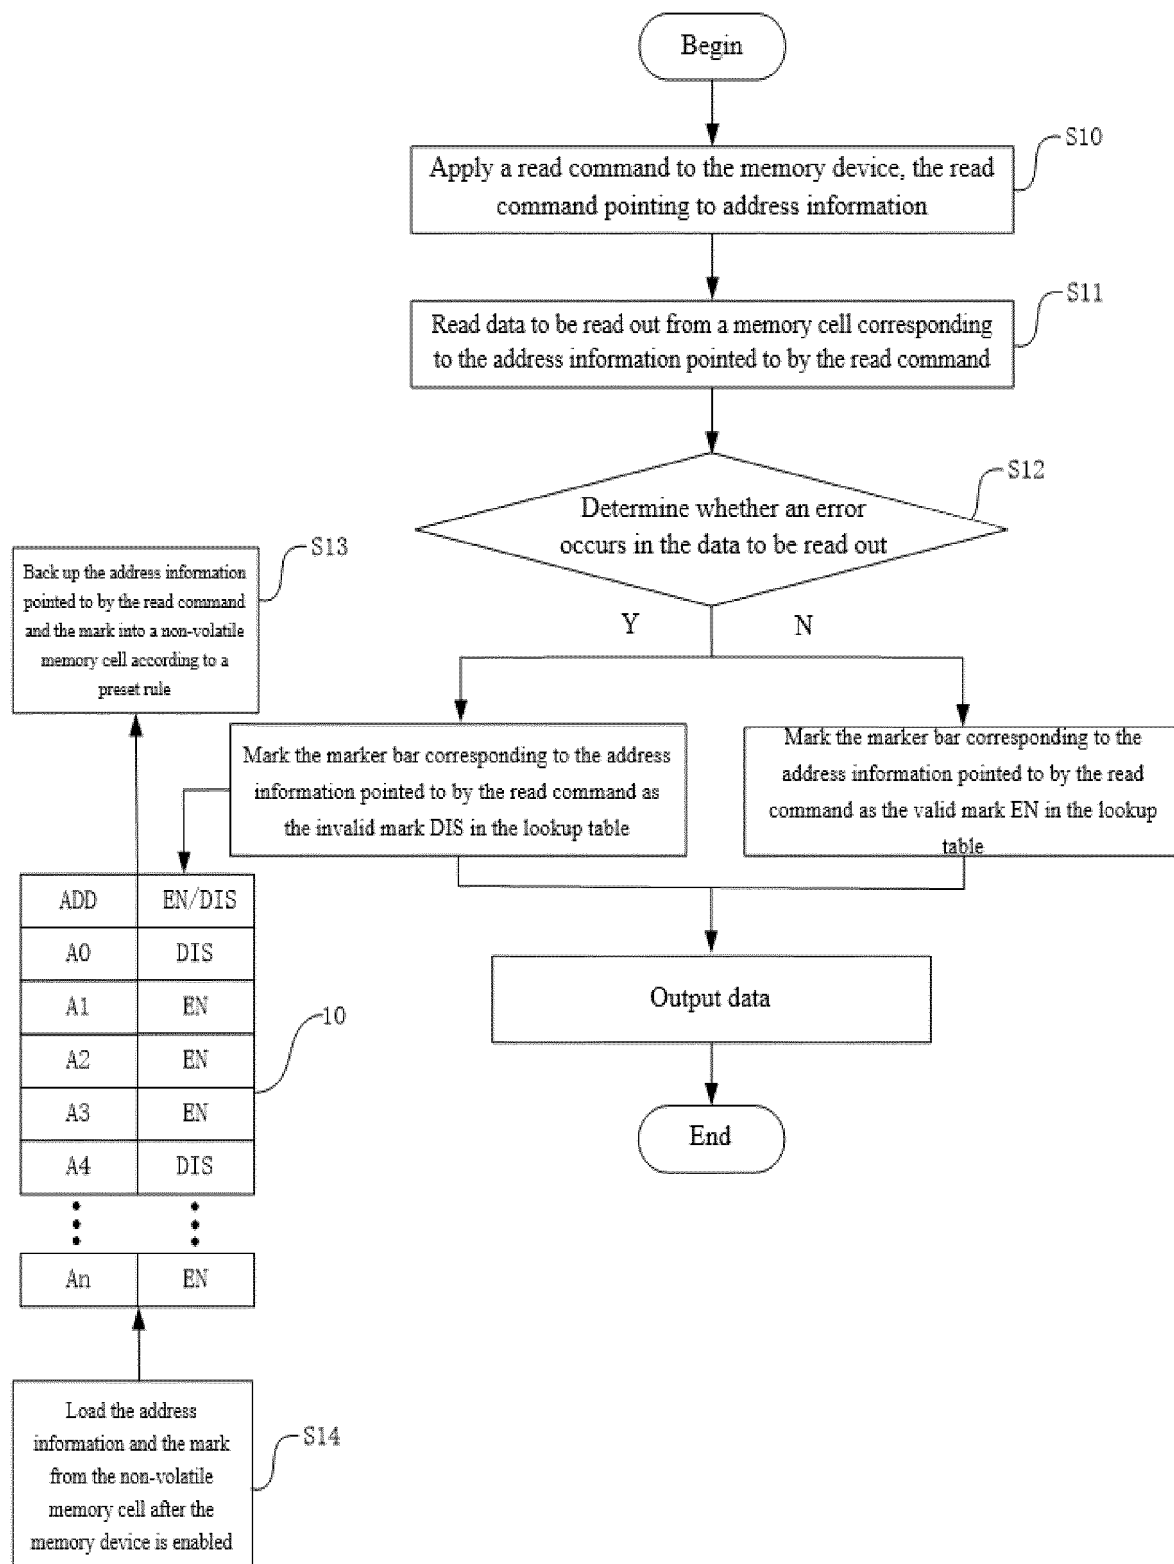 Begin
S10
Apply a read command to the memory device, the read
command pointing to address information
S11
Read data to be read out from a memory cell corresponding
to the address information pointed to by the read command
S12
Determine whether an error
occurs in the data to be read out
Y
N
S13
Back up the address information
pointed to by the read command
and the mark into a non-volatile
memory cell according to a
preset rule
Mark the marker bar corresponding to the address
information pointed to by the read command as
the invalid mark DIS in the lookup table
Mark the marker bar corresponding to the
address information pointed to by the read
command as the valid mark EN in the lookup
table
ADD EN/DIS
A0 DIS
A1 EN
A2 EN
A3 EN
A4 DIS
An EN
10
Output data
End
Load the address
information and the mark
from the non-volatile
memory cell after the
memory device is enabled
S14